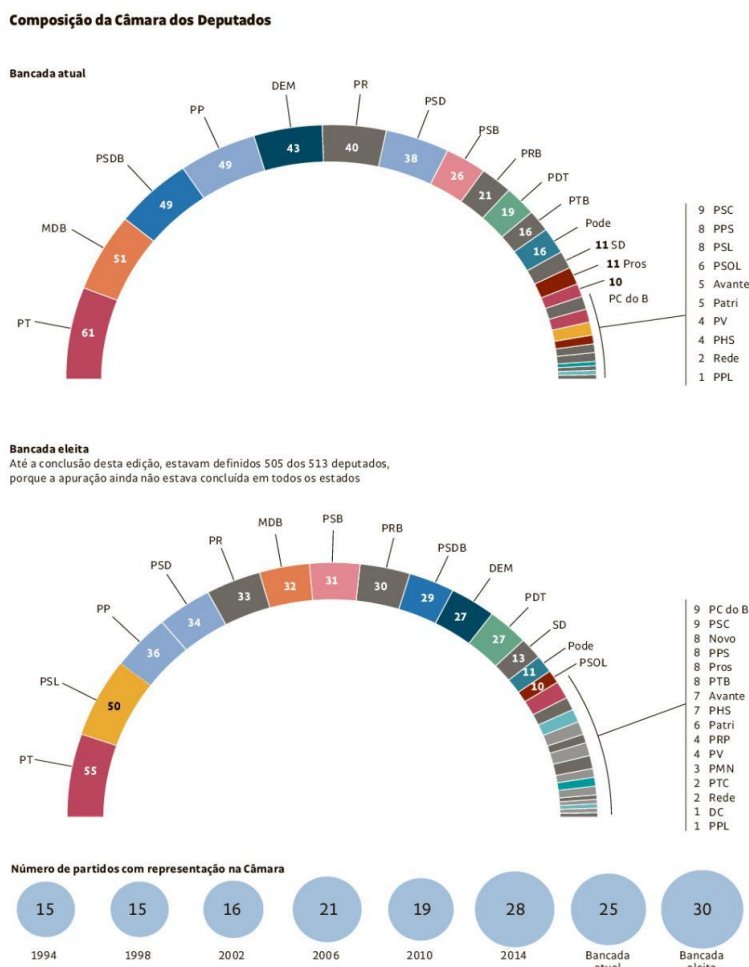 Composição da Câmara dos Deputados
Bancada atual
PT
MDB
PSDB
PP
DEM
PR
PSD
PSB
PRB
PDT
PTB
Pode
11 SD
11 Pros
10
PC do B
61
51
49
49
43
40
38
26
21
19
16
16
9 PSC
8 PPS
8 PSL
6 PSOL
5 Avante
5 Patri
4 PV
4 PHS
2 Rede
1 PPL
Bancada eleita
Até a conclusão desta edição, estavam definidos 505 dos 513 deputados,
porque a apuração ainda não estava concluída em todos os estados
PT
PSL
PP
PSD
PR
MDB
PSB
PRB
PSDB
DEM
PDT
SD
Pode
PSOL
55
50
36
34
33
32
31
30
29
27
27
13
11
10
9 PC do B
9 PSC
8 Novo
8 PPS
8 Pros
8 PTB
7 Avante
7 PHS
6 Patri
4 PRP
4 PV
3 PMN
2 PTC
2 Rede
1 DC
1 PPL
Número de partidos com representação na Câmara
15 15 16 21 19 28 25 30
1994 1998 2002 2006 2010 2014 Bancada Bancada
atual eleita